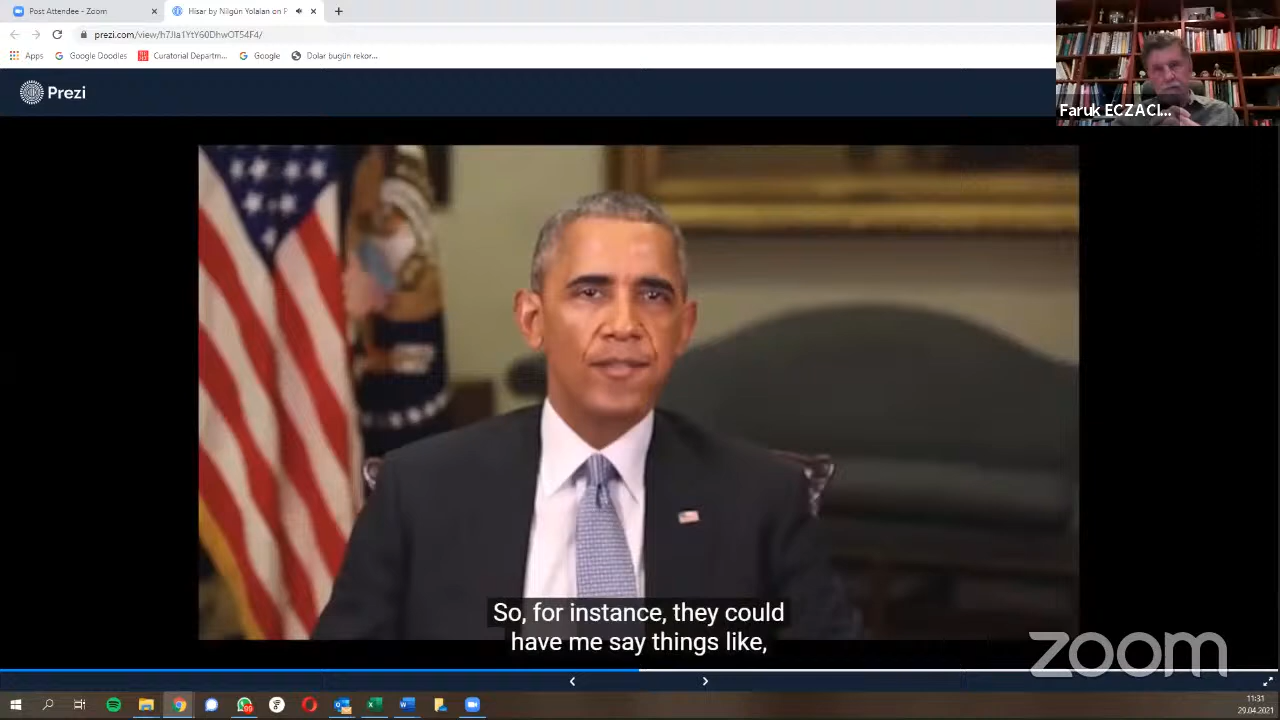 Post Attendee - Zoom
Hisar by Nilgün Yolalan on P
prezi.com/view/h7JIa1YtY60DhwOT54F4/
Apps
Google Doodles
Curatorial Departm...
Google
Dolar bugün rekor...
Prezi
Faruk ECZACI...
So, for instance, they could
have me say things like,
zoom
11:31
29.04.2021